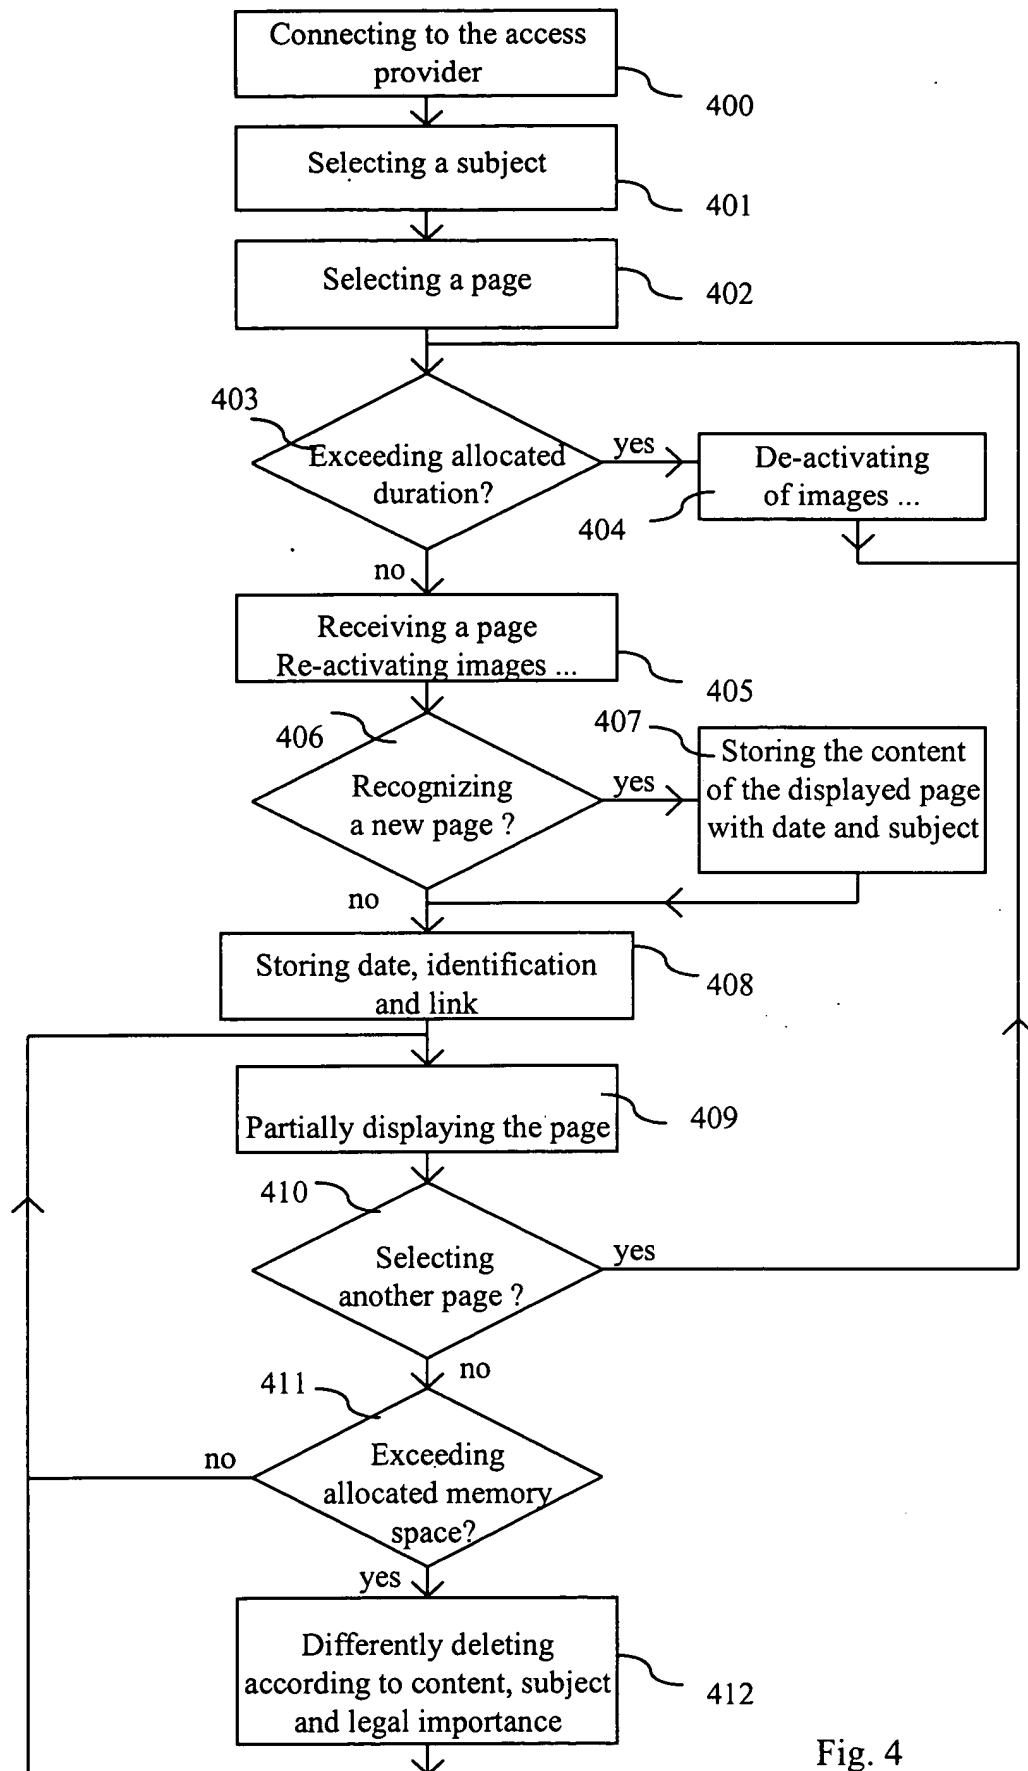 Connecting to the access
provider
400
Selecting a subject
401
Selecting a page
402
403
Exceeding allocated
duration?
yes
De-activating
of images ...
404
no
Receiving a page
Re-activating images ...
405
406
Recognizing
a new page ?
yes
407
Storing the content
of the displayed page
with date and subject
no
Storing date, identification
and link
408
Partially displaying the page
409
410
Selecting
another page ?
yes
no
411
Exceeding
allocated memory
space?
no
yes
Differently deleting
according to content, subject
and legal importance
412
Fig. 4